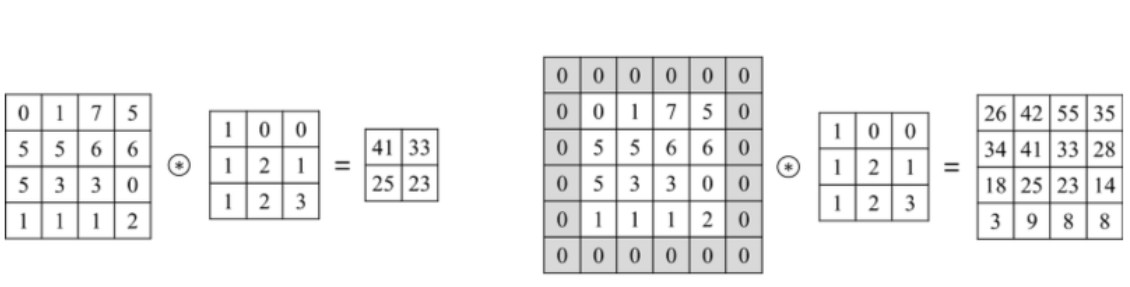 0 1 7 5
5 5 6 6
5 3 3 0
1 1 1 2
⊛
1 0 0
1 2 1
1 2 3
=
41 33
25 23
0 0 0 0 0 0
0 0 1 7 5 0
0 5 5 6 6 0
0 5 3 3 0 0
0 1 1 1 2 0
0 0 0 0 0 0
⊛
1 0 0
1 2 1
1 2 3
=
26 42 55 35
34 41 33 28
18 25 23 14
3 9 8 8